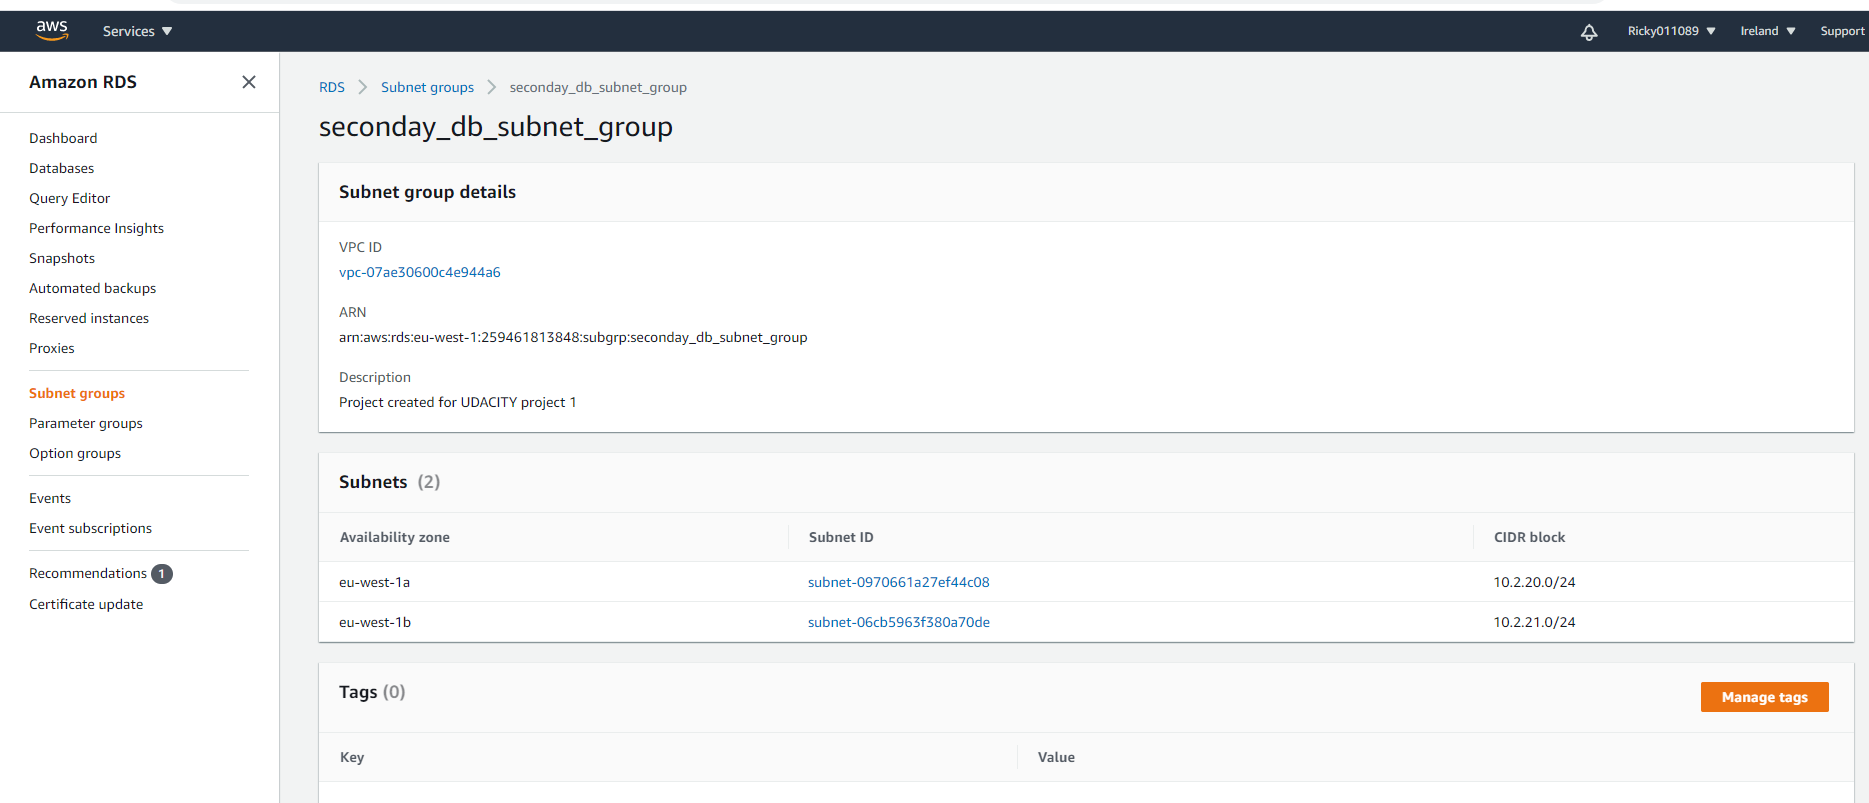 aws
Services
Ricky011089
Ireland
Support
Amazon RDS
Dashboard
Databases
Query Editor
Performance Insights
Snapshots
Automated backups
Reserved instances
Proxies
Subnet groups
Parameter groups
Option groups
Events
Event subscriptions
Recommendations 1
Certificate update
RDS Subnet groups seconday_db_subnet_group
seconday_db_subnet_group
Subnet group details
VPC ID
vpc-07ae30600c4e944a6
ARN
arn:aws:rds:eu-west-1:259461813848:subgrp:seconday_db_subnet_group
Description
Project created for UDACITY project 1
Subnets (2)
Availability zone Subnet ID CIDR block
eu-west-1a subnet-0970661a27ef44c08 10.2.20.0/24
eu-west-1b subnet-06cb5963f380a70de 10.2.21.0/24
Tags (0)
Manage tags
Key Value